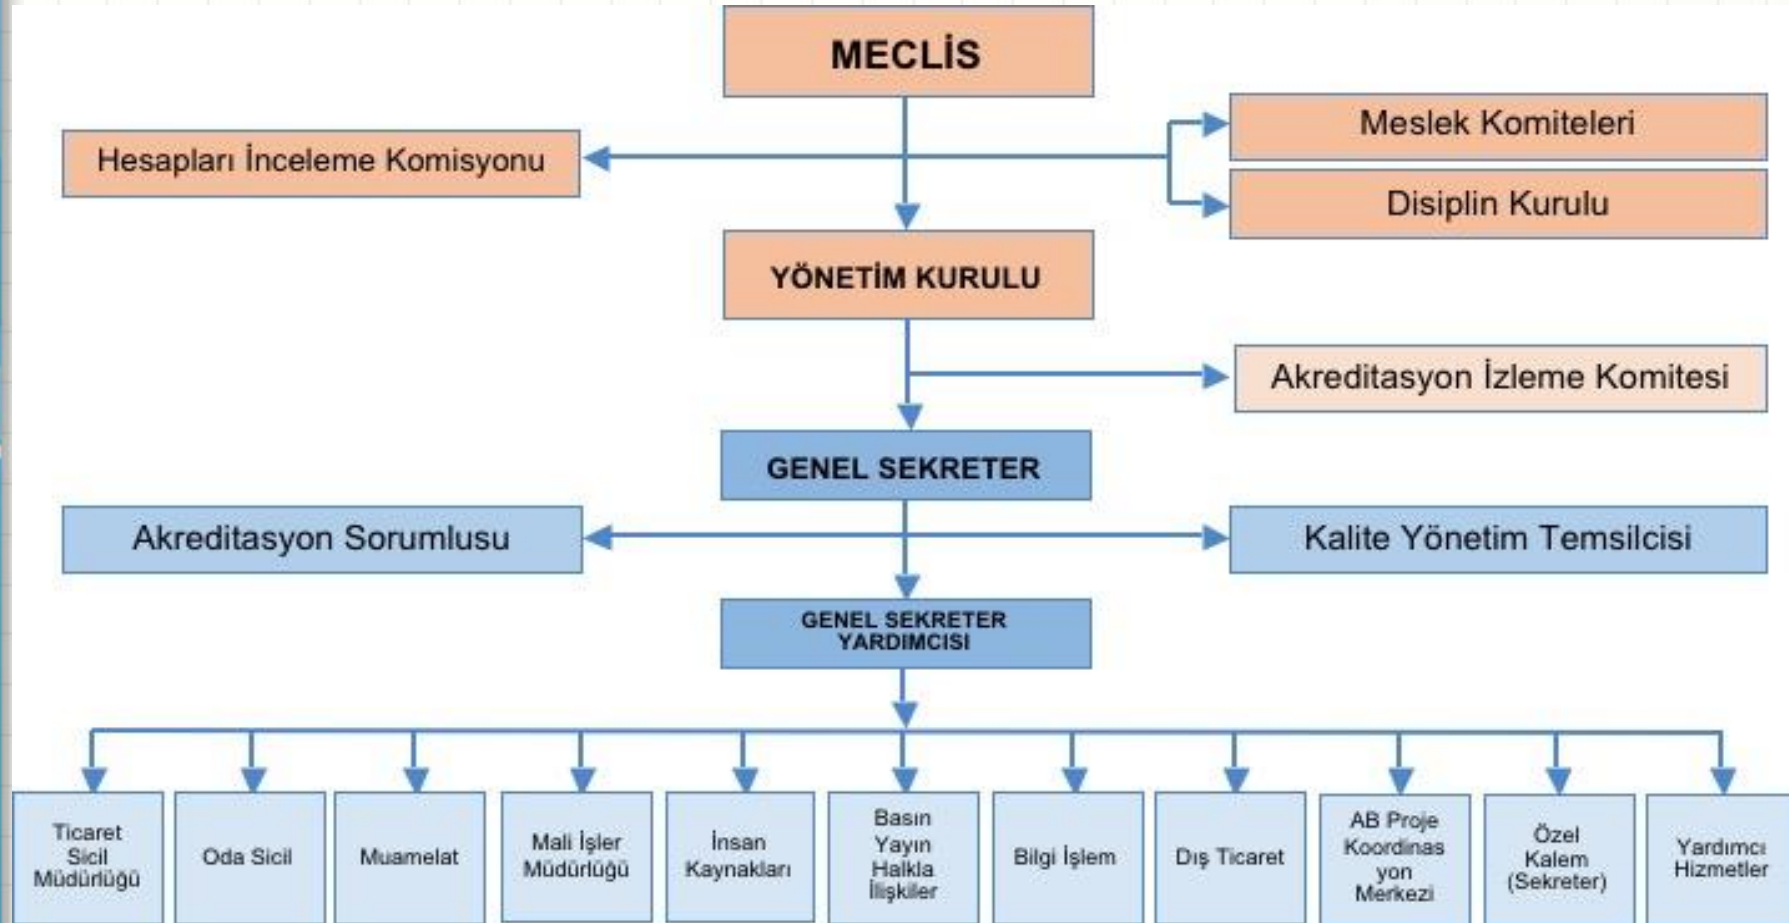 MECLİS
Hesapları İnceleme Komisyonu
Meslek Komiteleri
Disiplin Kurulu
YÖNETİM KURULU
Akreditasyon İzleme Komitesi
GENEL SEKRETER
Akreditasyon Sorumlusu
Kalite Yönetim Temsilcisi
GENEL SEKRETER
YARDIMCISI
Ticaret
Sicil
Müdürlüğü
Oda Sicil
Muamelat
Mali İşler
Müdürlüğü
İnsan
Kaynakları
Basın
Yayın
Halkla
İlişkiler
Bilgi İşlem
Dış Ticaret
AB Proje
Koordinas
yon
Merkezi
Özel
Kalem
(Sekreter)
Yardımcı
Hizmetler